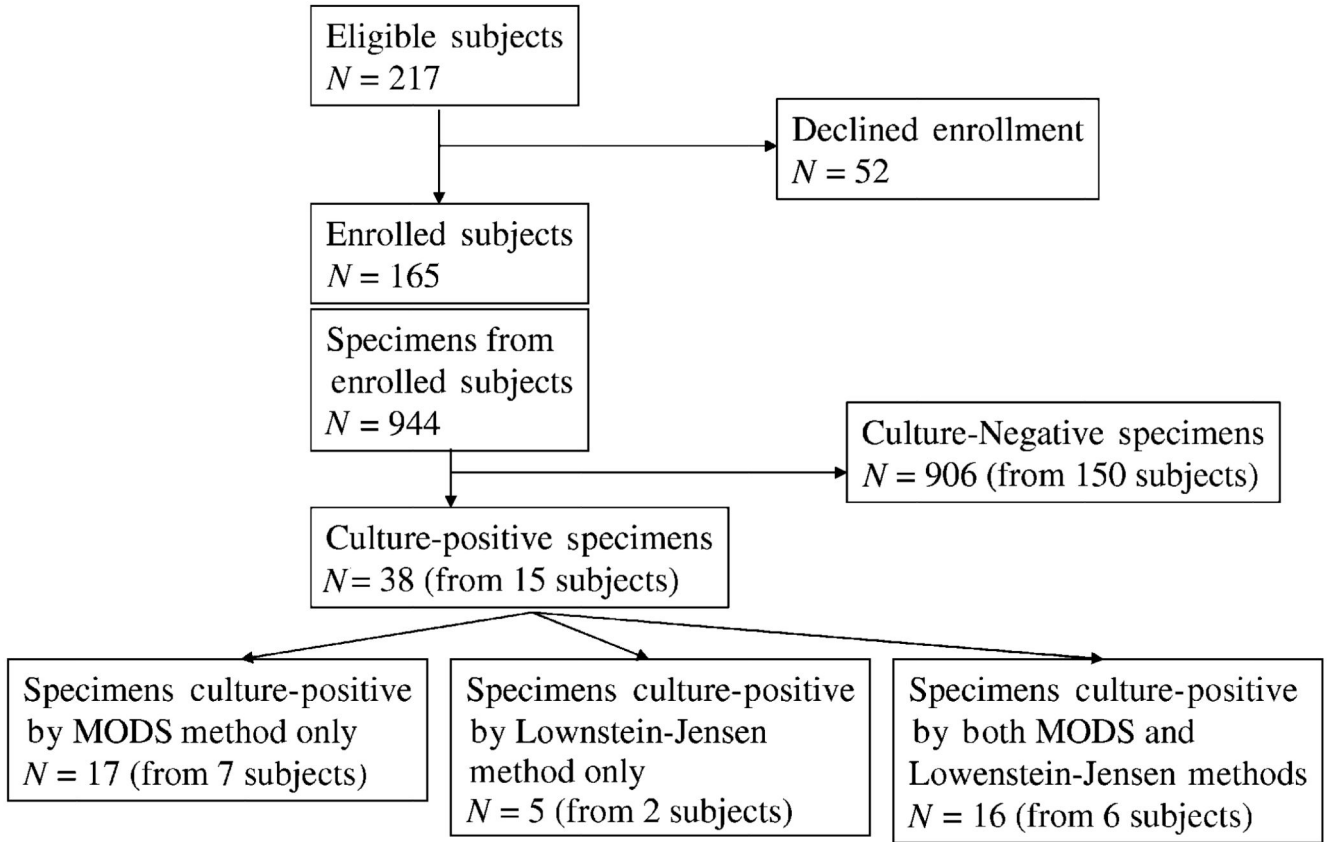 Eligible subjects
N = 217
Declined enrollment
N = 52
Enrolled subjects
N = 165
Specimens from
enrolled subjects
N = 944
Culture-Negative specimens
N = 906 (from 150 subjects)
Culture-positive specimens
N= 38 (from 15 subjects)
Specimens culture-positive
by MODS method only
N = 17 (from 7 subjects)
Specimens culture-positive
by Lownstein-Jensen
method only
N = 5 (from 2 subjects)
Specimens culture-positive
by both MODS and
Lowenstein-Jensen methods
N = 16 (from 6 subjects)